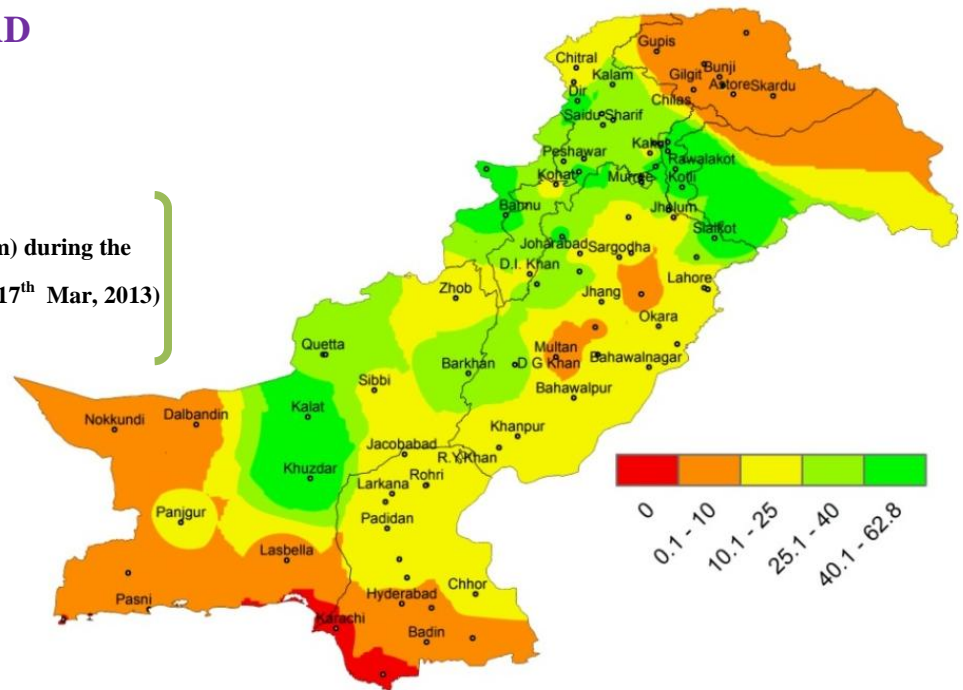 D
m) during the
17th Mar, 2013)
Gupis
Chitral
Bunji
Gilgit
Kalam
Astore
Skardu
Dir
Chilas
Saidu Sharif
Kakul
Peshawar
Rawalakot
Kohat
Murree
Kotli
Bannu
Jhelum
Sialkot
Joharabad
Sargodha
D.I. Khan
Lahore
Zhob
Jhang
Okara
Quetta
Multan
Barkhan
D G Khan
Bahawalnagar
Sibbi
Bahawalpur
Kalat
Nokkundi
Dalbandin
Khanpur
Jacobabad
R.Y.Khan
Khuzdar
Rohri
Larkana
Panjgur
Padidan
Lasbella
Chhor
Hyderabad
Pasni
Karachi
Badin
0
0.1 - 10
10.1 - 25
25.1 - 40
40.1 - 62.8